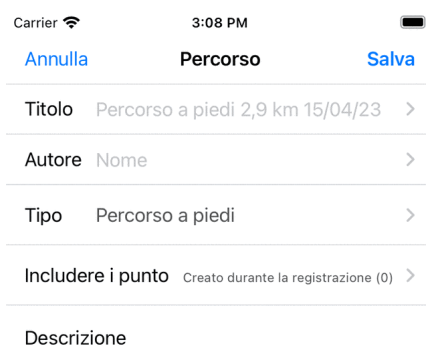 Carrier 3:08 PM
Annulla Percorso Salva
Titolo Percorso a piedi 2,9 km 15/04/23
Autore Nome
Tipo Percorso a piedi
Includere i punto Creato durante la registrazione (0)
Descrizione